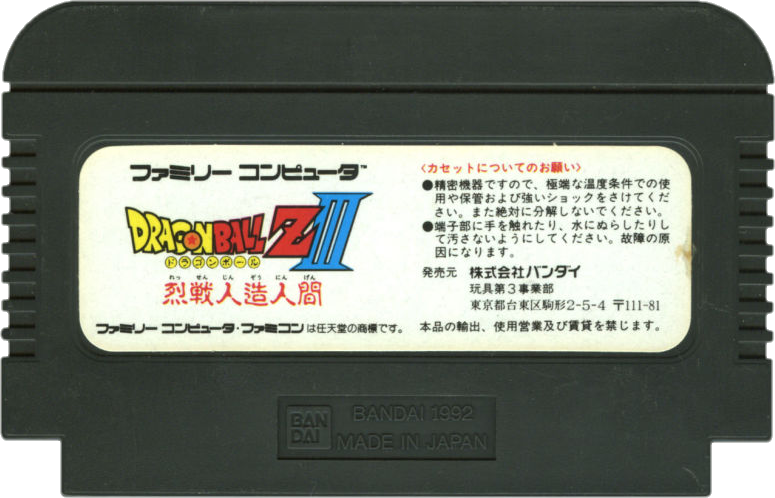 ファミリー コンピュータ™
DRAGON BALL Z III
ドラゴンボール
れっ せん じん ぞう にん げん
烈戦人造人間
ファミリー コンピュータ・ファミコンは任天堂の商標です。
〈カセットについてのお願い〉
●精密機器ですので、極端な温度条件での使
用や保管および強いショックをさけてくだ
さい。また絶対に分解しないでください。
●端子部に手を触れたり、水にぬらしたりし
て汚さないようにしてください。故障の原
因になります。
発売元 株式会社バンダイ
玩具第3事業部
東京都台東区駒形2-5-4 〒111-81
本品の輸出、使用営業及び賃貸を禁じます。
BAN
DAI
BANDAI 1992
MADE IN JAPAN